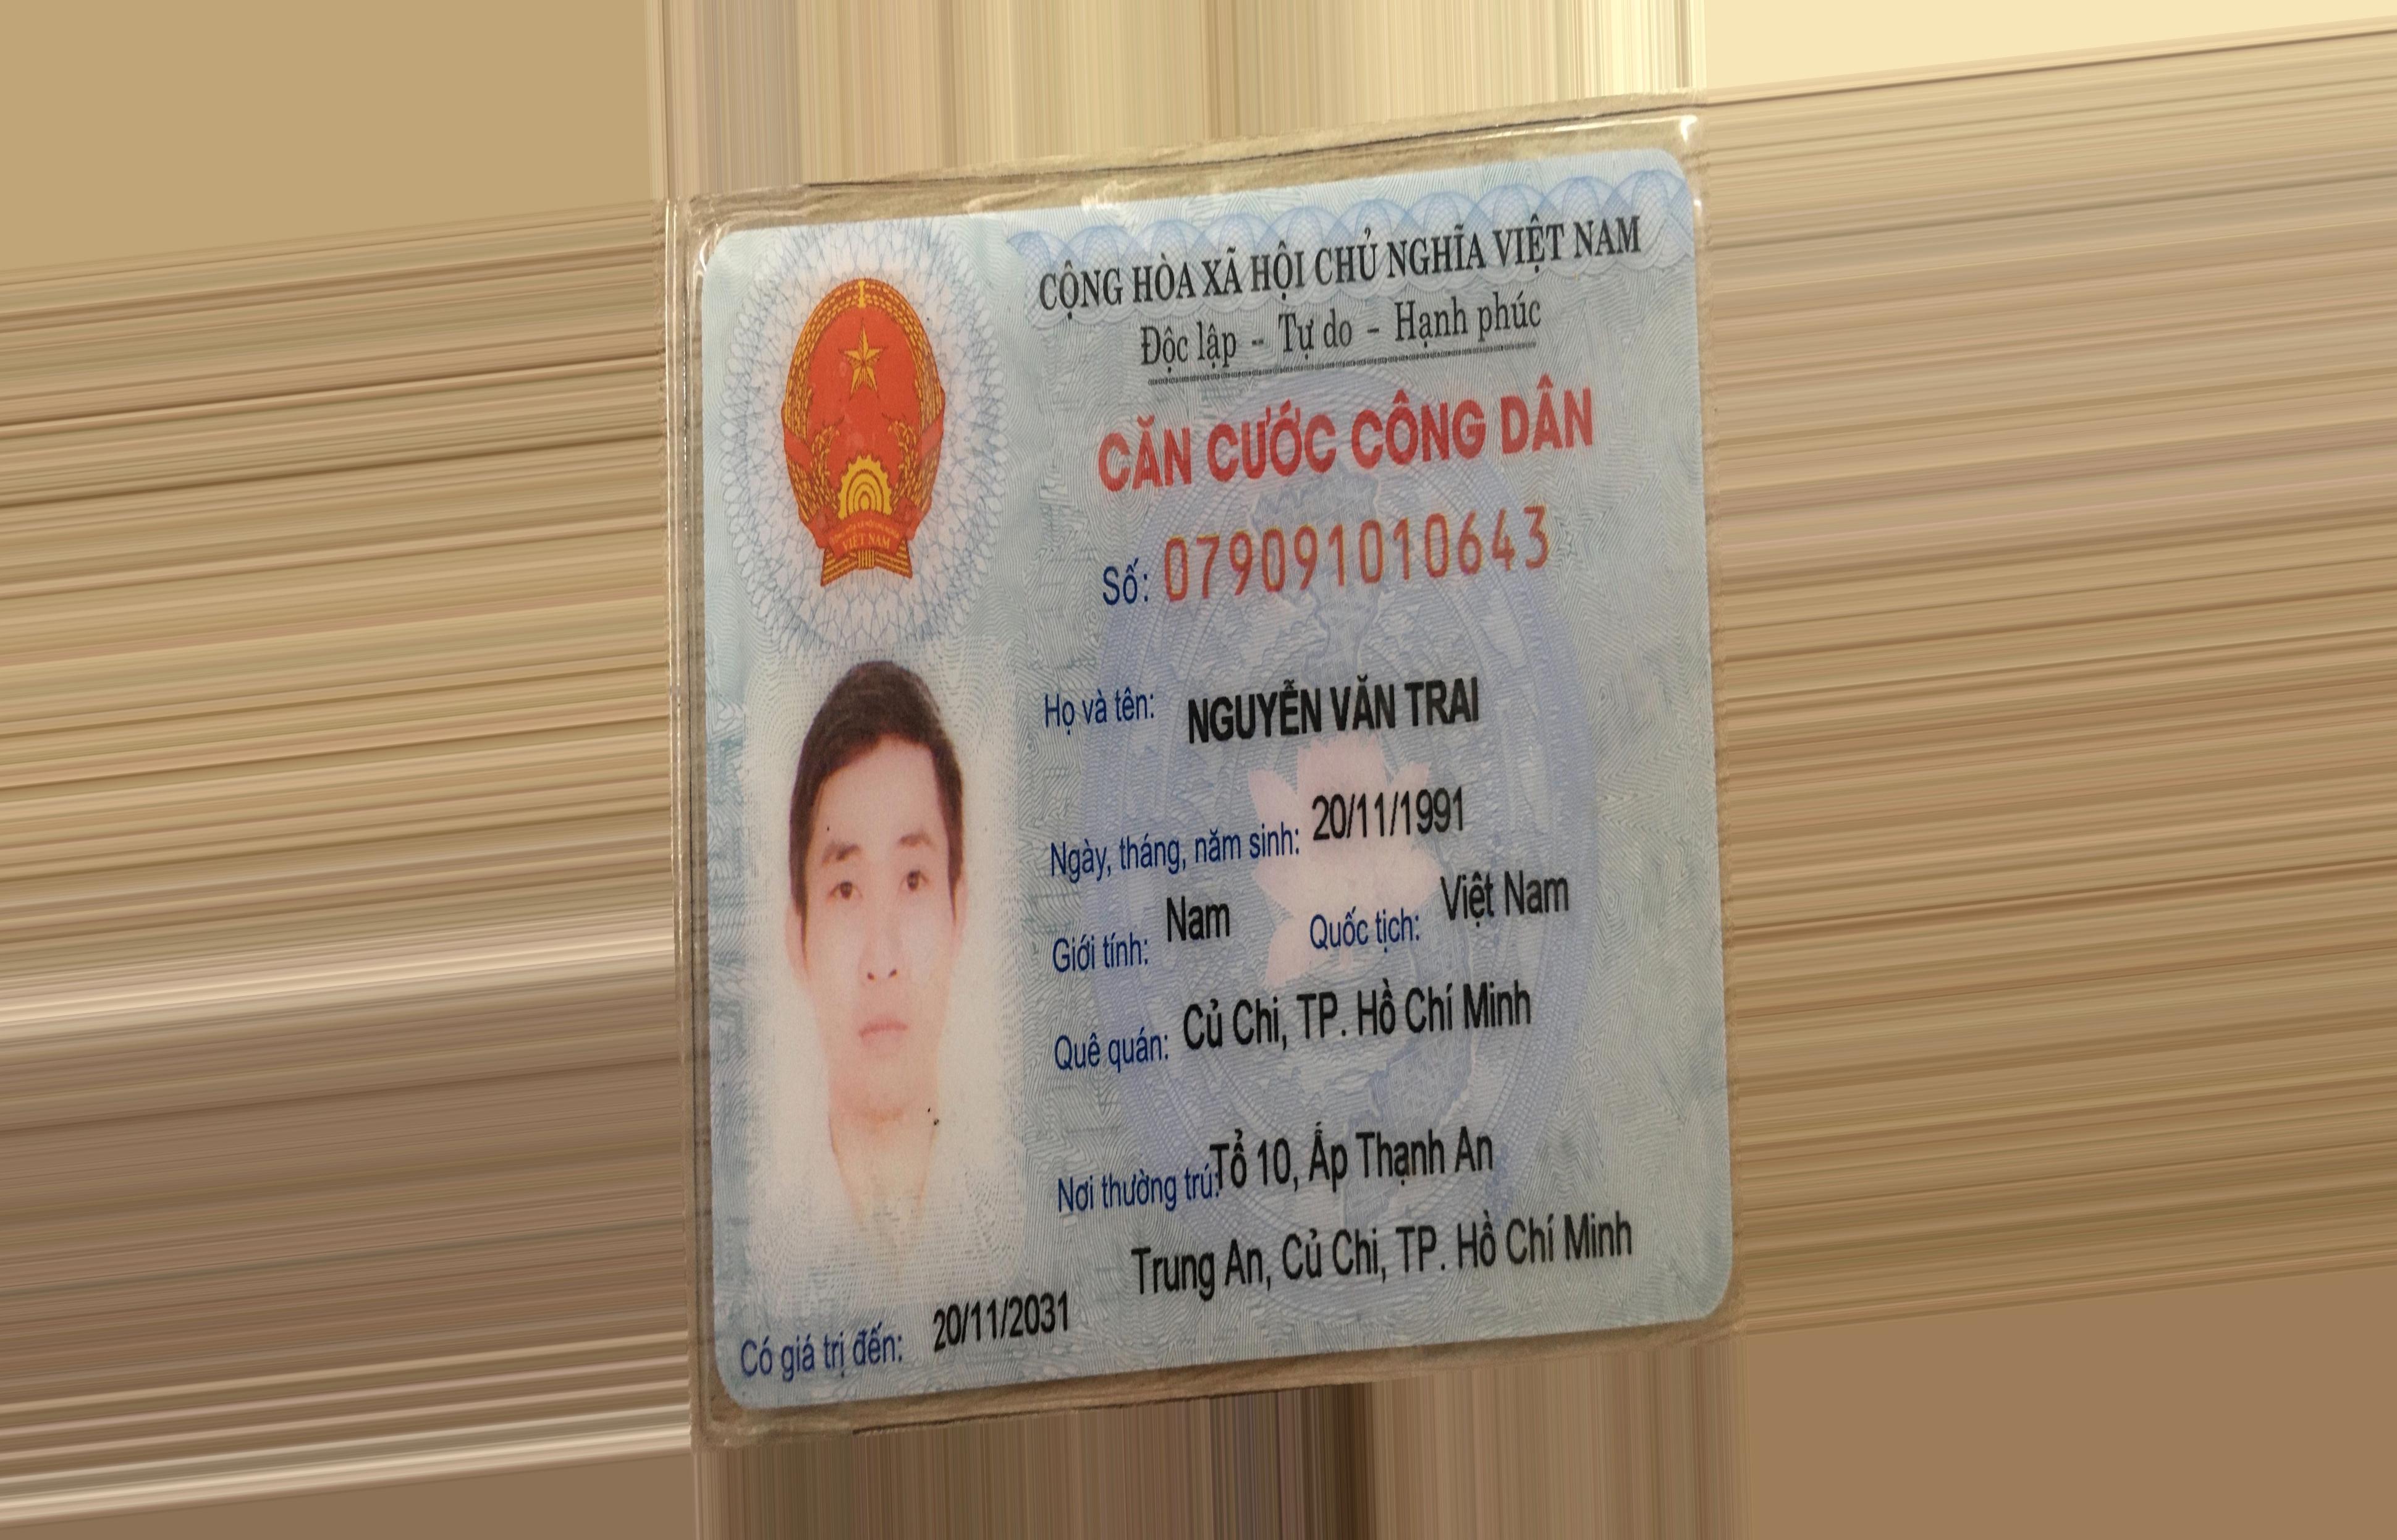 CỘNG HÒA XÃ HỘI CHỦ NGHĨA VIỆT NAM
Độc lập - Tự do - Hạnh phúc
CĂN CƯỚC CÔNG DÂN
Số: 079091010643
VIỆT NAM
Họ và tên: NGUYỄN VĂN TRAI
Ngày, tháng, năm sinh: 20/11/1991
Giới tính: Nam Quốc tịch: Việt Nam
Quê quán: Củ Chi, TP. Hồ Chí Minh
Nơi thường trú: Tổ 10, Ấp Thạnh An
Trung An, Củ Chi, TP. Hồ Chí Minh
Có giá trị đến: 20/11/2031